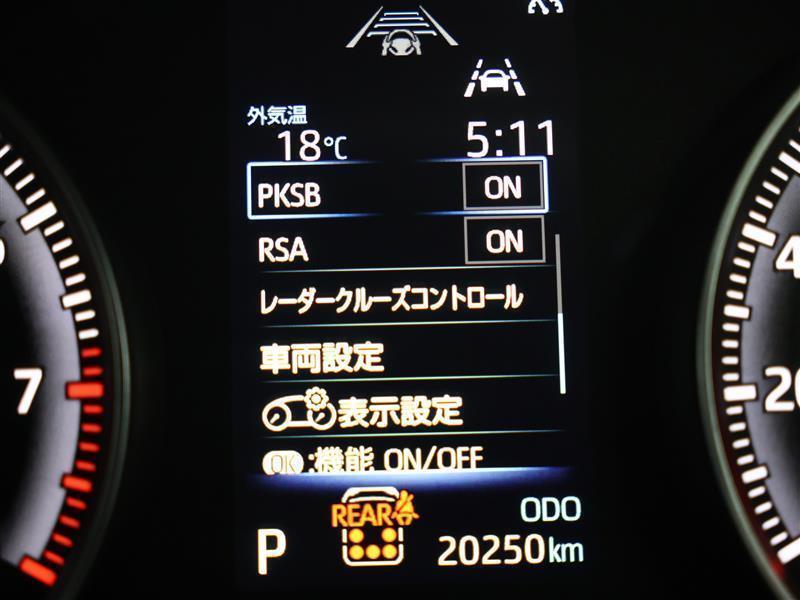 外気温
18℃ 5:11
PKSB ON
RSA ON
レーダークルーズコントロール
車両設定
表示設定
OK:機能 ON/OFF
REAR
P
ODO
20250km
7